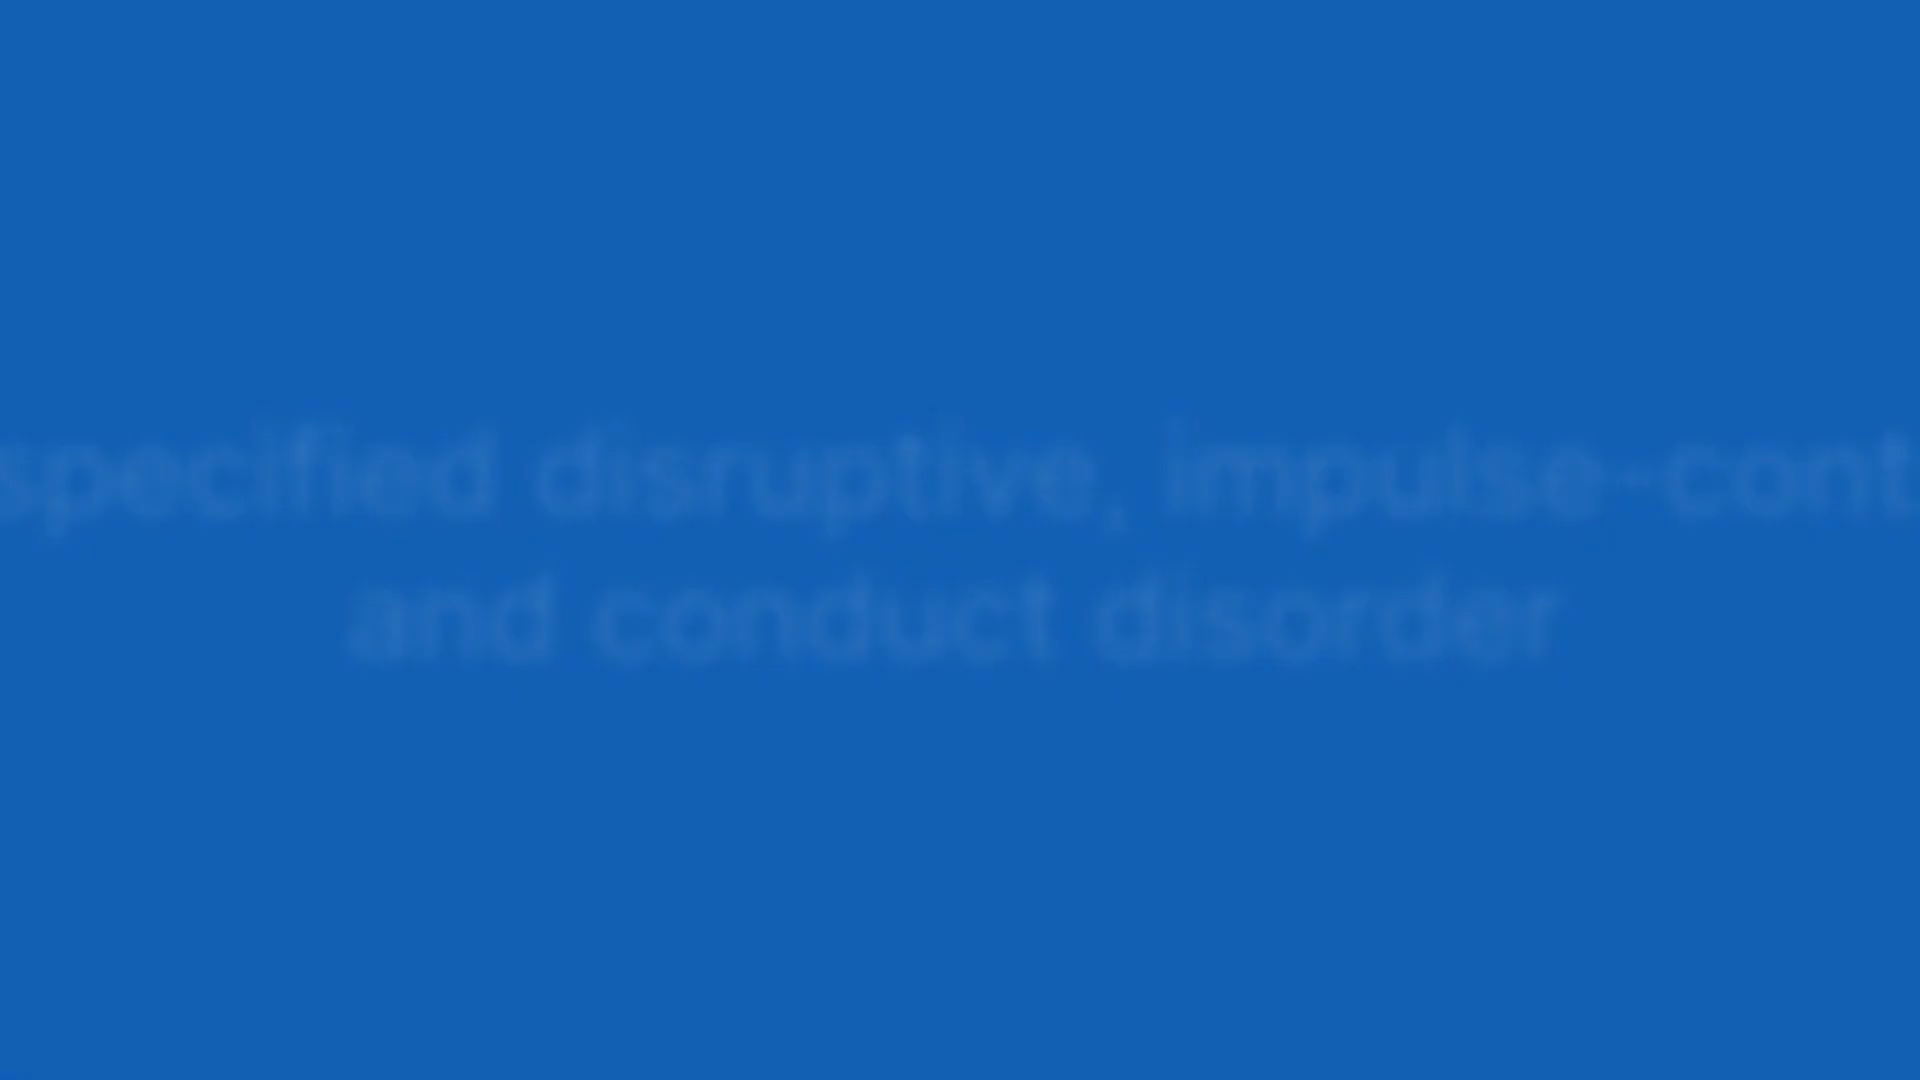 specified disruptive, impulse-cont
and conduct disorder